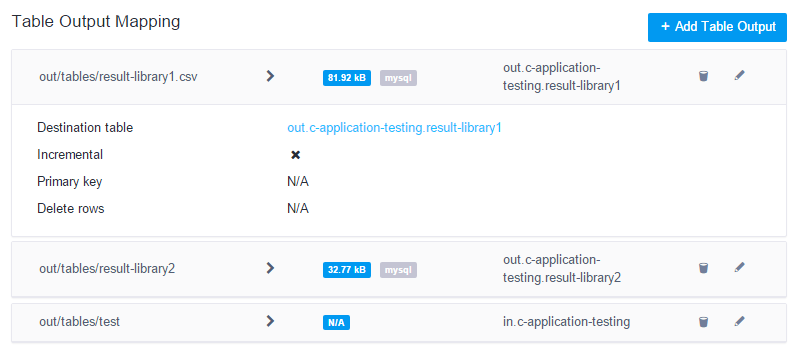 Table Output Mapping
+ Add Table Output
out/tables/result-library1.csv 81.92 kB mysql out.c-application-
testing.result-library1
Destination table out.c-application-testing.result-library1
Incremental
Primary key N/A
Delete rows N/A
out/tables/result-library2 32.77 kB mysql out.c-application-
testing.result-library2
out/tables/test N/A in.c-application-testing